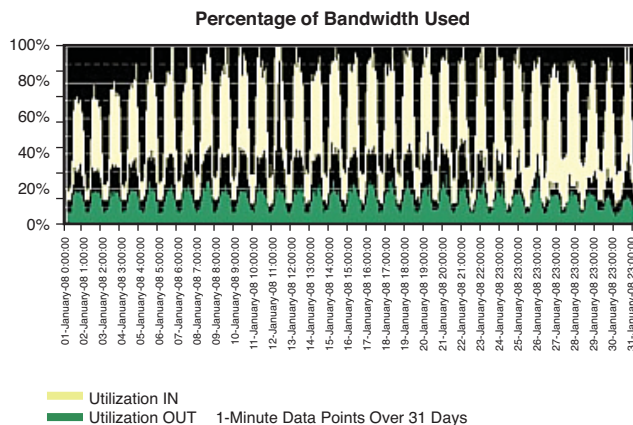 Percentage of Bandwidth Used
100%
80%
60%
40%
20%
0%
01-January-08 0:00:00
02-January-08 1:00:00
03-January-08 2:00:00
04-January-08 3:00:00
05-January-08 4:00:00
06-January-08 5:00:00
07-January-08 6:00:00
08-January-08 7:00:00
09-January-08 8:00:00
10-January-08 9:00:00
11-January-08 10:00:00
12-January-08 11:00:00
13-January-08 12:00:00
14-January-08 13:00:00
15-January-08 14:00:00
16-January-08 15:00:00
17-January-08 16:00:00
18-January-08 17:00:00
19-January-08 18:00:00
20-January-08 19:00:00
21-January-08 20:00:00
22-January-08 21:00:00
23-January-08 22:00:00
24-January-08 23:00:00
25-January-08 23:00:00
26-January-08 23:00:00
27-January-08 23:00:00
28-January-08 23:00:00
29-January-08 23:00:00
30-January-08 23:00:00
31-January-08 23:00:00
Utilization IN
Utilization OUT 1-Minute Data Points Over 31 Days